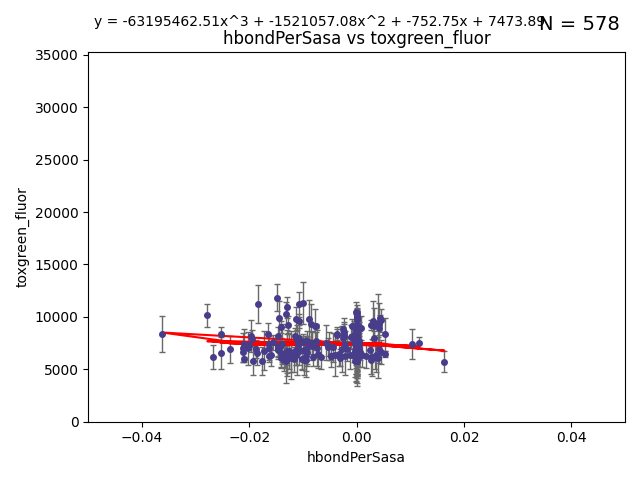 y = -63195462.51x^3 + -1521057.08x^2 + -752.75x + 7473.89
N = 578
hbondPerSasa vs toxgreen_fluor
35000
30000
25000
20000
15000
10000
5000
0
toxgreen_fluor
-0.04
-0.02
0.00
0.02
0.04
hbondPerSasa